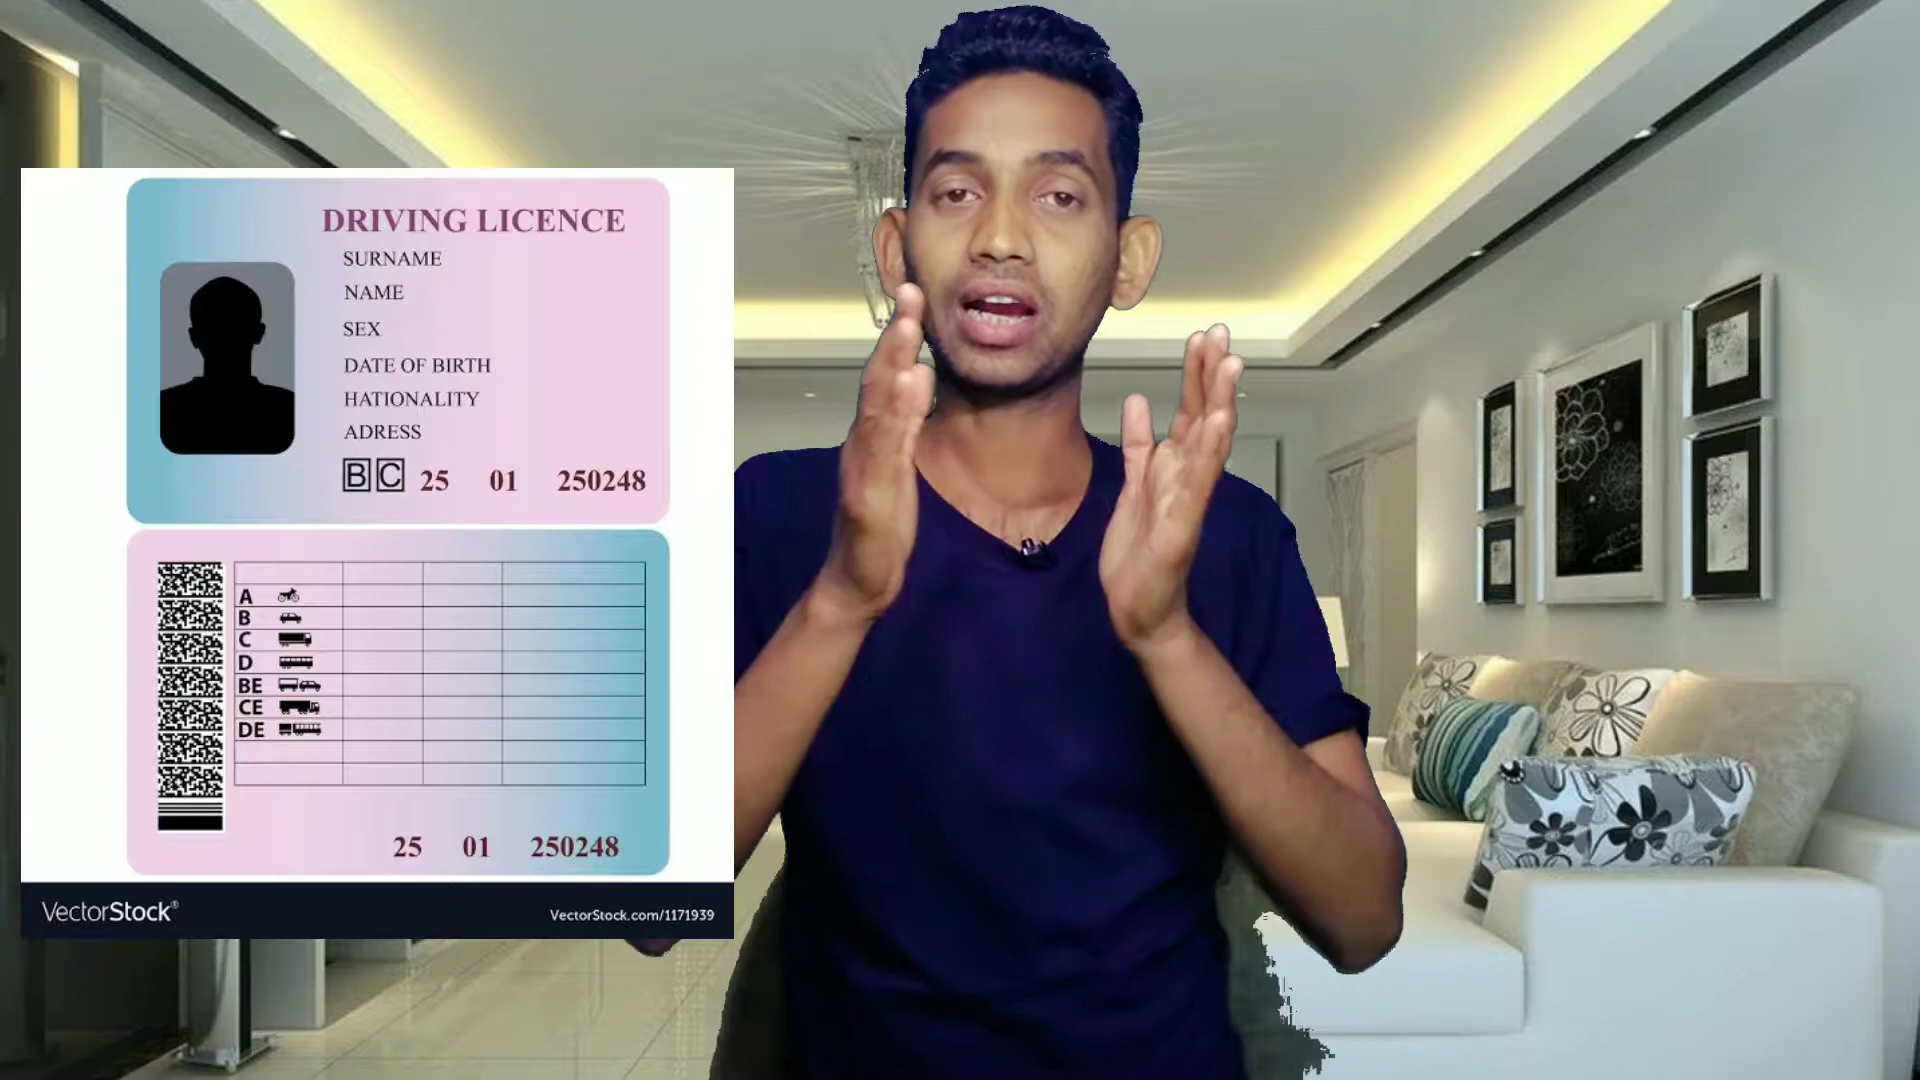 DRIVING LICENCE
SURNAME
NAME
SEX
DATE OF BIRTH
HATIONALITY
ADRESS
B C 25 01 250248
A
B
C
D
BE
CE
DE
25 01 250248
VectorStock®
VectorStock.com/1171939